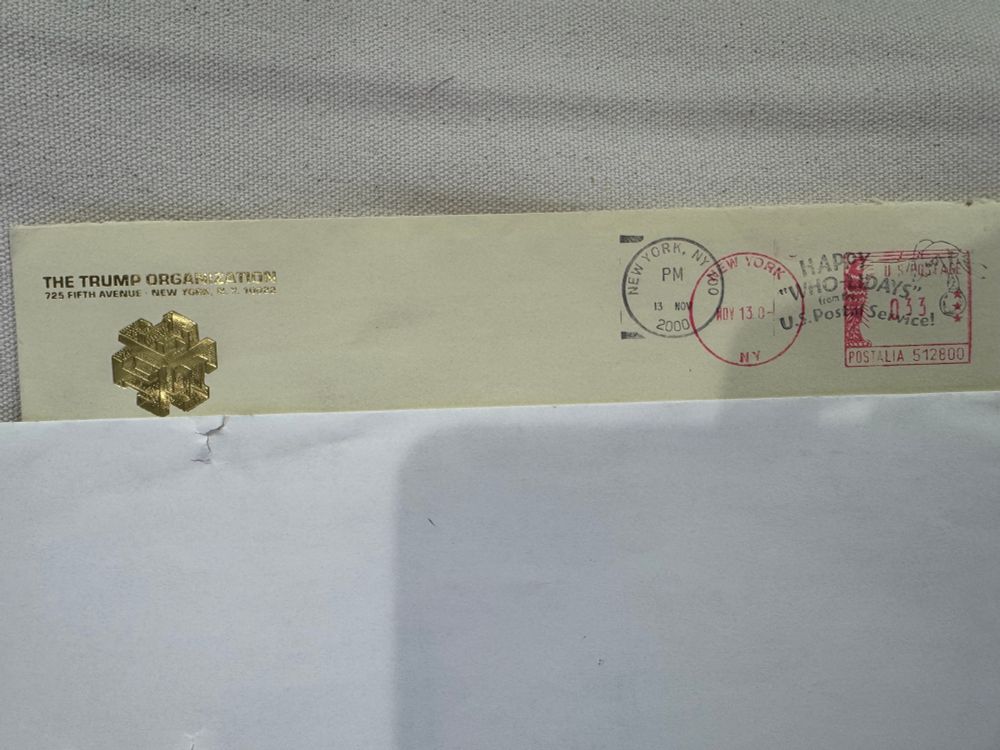 THE TRUMP ORGANIZATION
725 FIFTH AVENUE · NEW YORK, N. Y. 10022
NEW YORK, NY 100
PM
13 NOV
2000
NEW YORK
NOV 13.0
NY
HAPPY
"WHO-LIDAYS"
from the
U.S. Postal Service!
U.S. POSTAGE
033
POSTALIA 512800